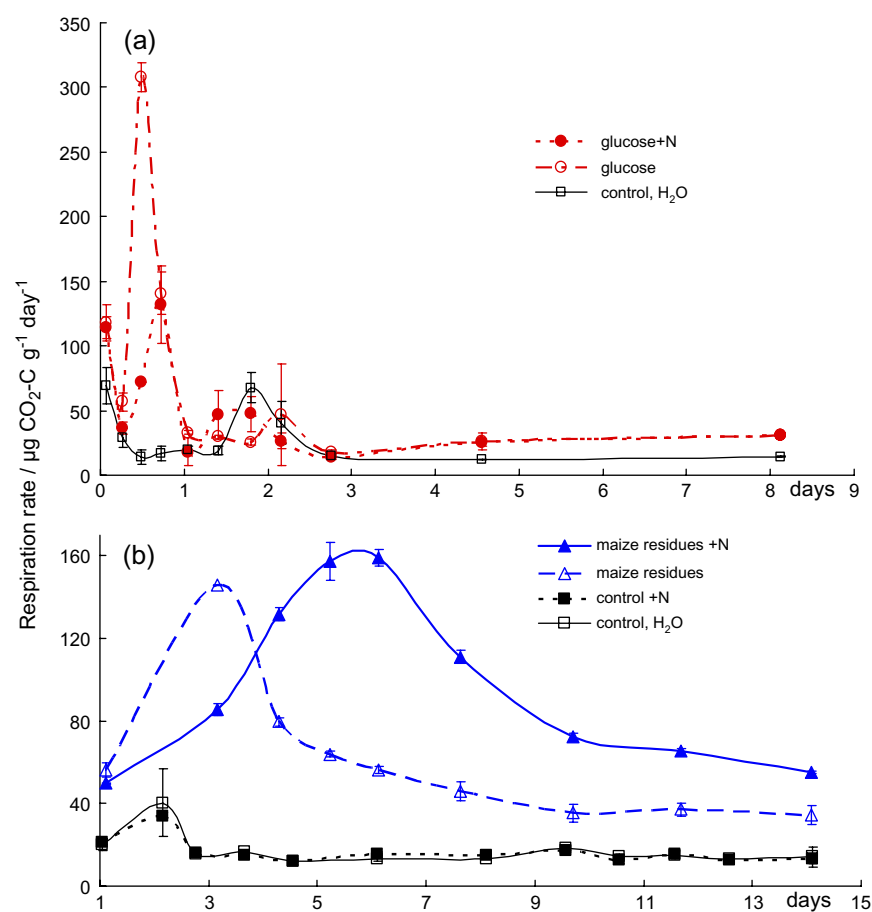 Respiration rate / µg CO₂-C g⁻¹ day⁻¹
(a)
350
300
250
200
150
100
50
0
glucose+N
glucose
control, H₂O
0 1 2 3 4 5 6 7 8 days 9
(b)
160
120
80
40
0
maize residues +N
maize residues
control +N
control, H₂O
1 3 5 7 9 11 13 days 15